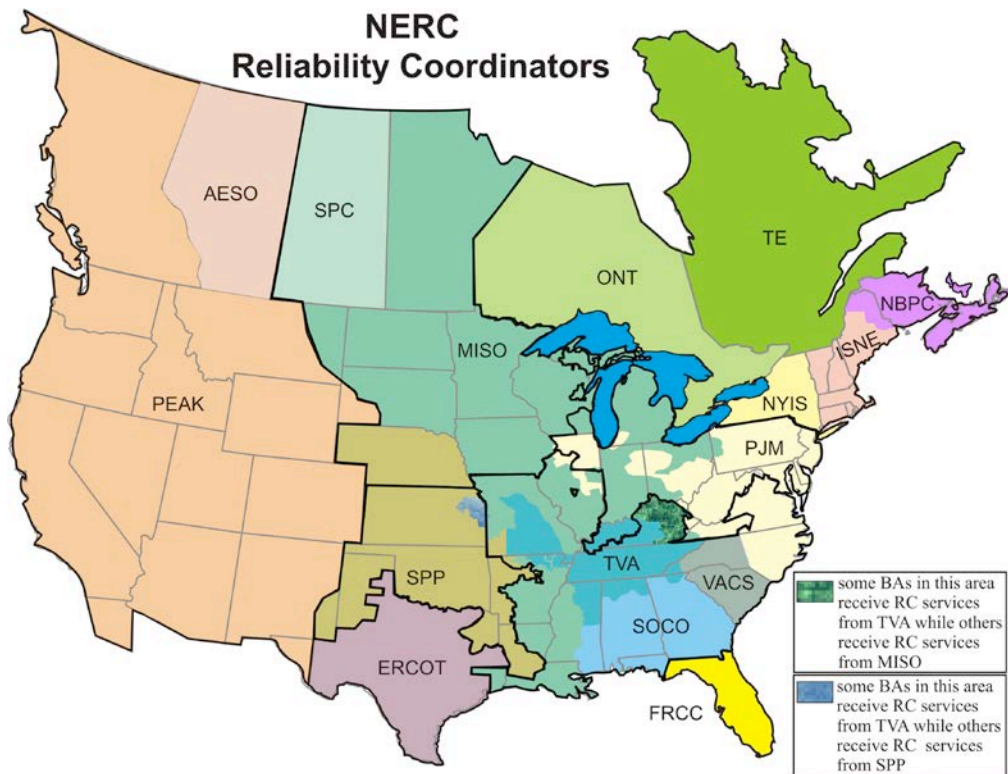 NERC
Reliability Coordinators
AESO
SPC
TE
ONT
NBPC
ISNE
MISO
PEAK
NYIS
PJM
TVA
VACS
SPP
SOCO
ERCOT
FRCC
some BAs in this area
receive RC services
from TVA while others
receive RC services
from MISO
some BAs in this area
receive RC services
from TVA while others
receive RC services
from SPP